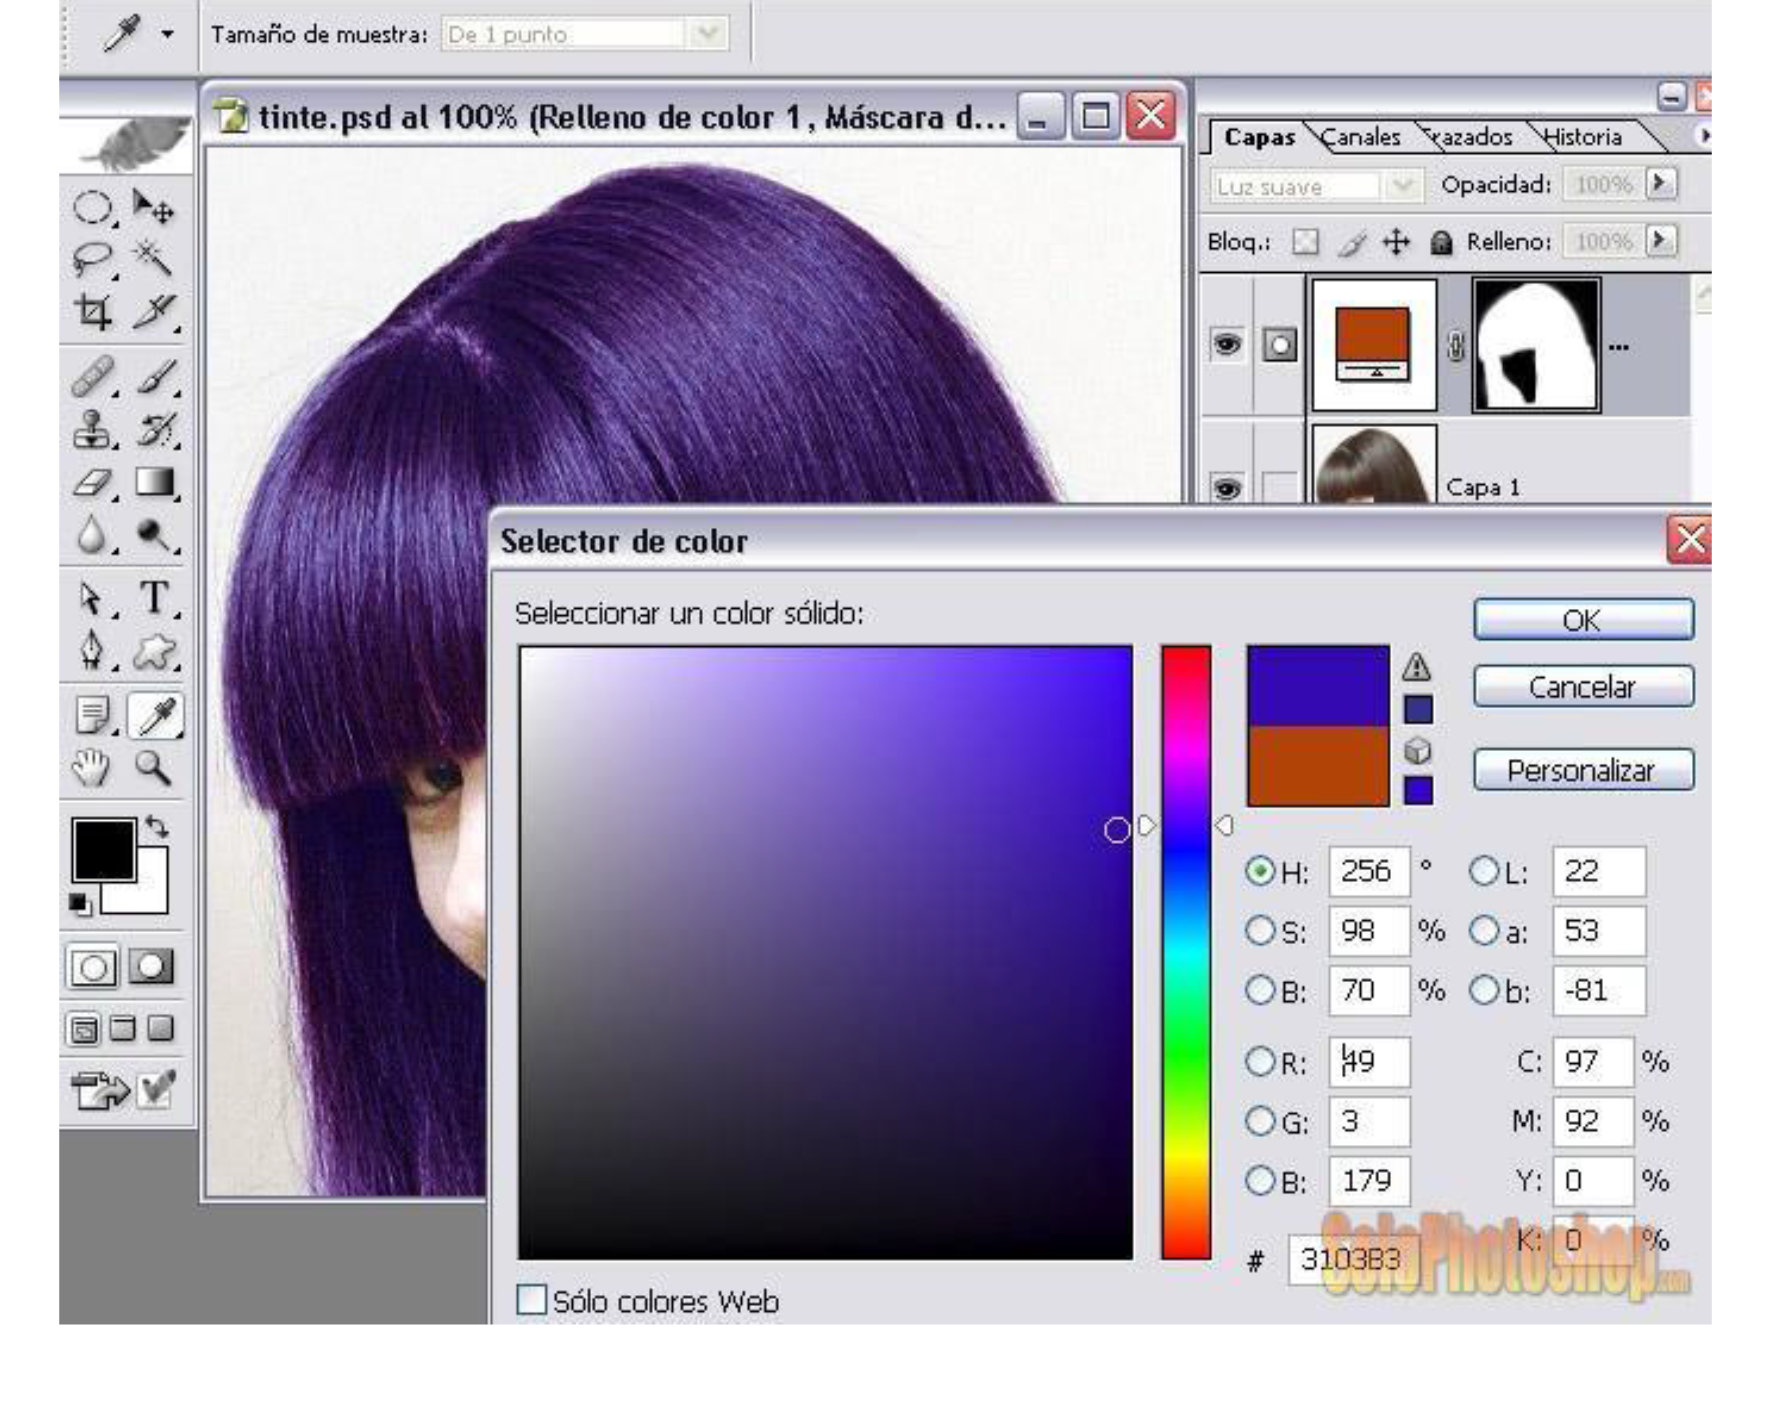 Tamaño de muestra: De 1 punto
tinte.psd al 100% (Relleno de color 1, Máscara d...
Capas Canales Trazados Historia
Luz suave Opacidad: 100%
Bloq.: Relleno: 100%
...
Capa 1
T
Selector de color
Seleccionar un color sólido:
OK
Cancelar
Personalizar
H: 256 ° L: 22
S: 98 % a: 53
B: 70 % b: -81
R: 49 C: 97 %
G: 3 M: 92 %
B: 179 Y: 0 %
K: 0 %
# 3103B3
SoloPhotoshop.com
Sólo colores Web